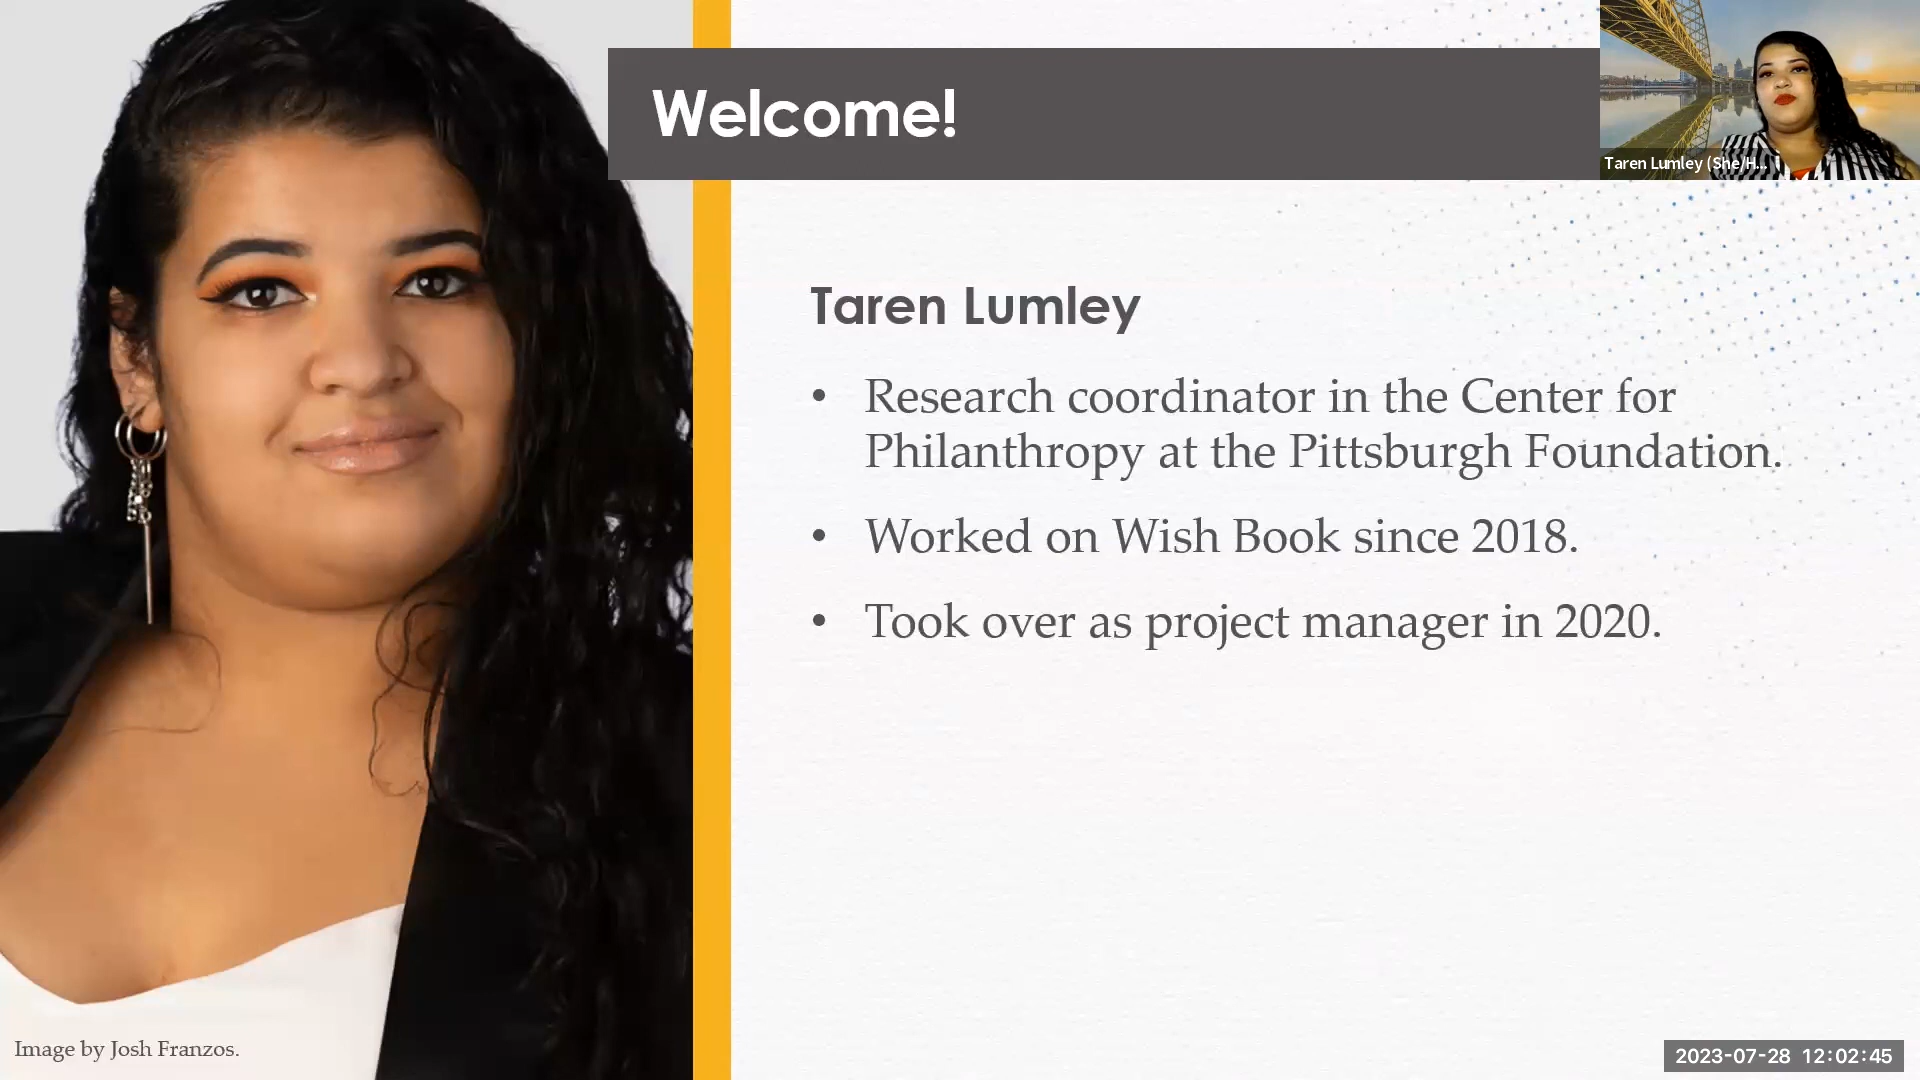 Welcome!
Taren Lumley (She/H...
Taren Lumley
• Research coordinator in the Center for
Philanthropy at the Pittsburgh Foundation.
• Worked on Wish Book since 2018.
• Took over as project manager in 2020.
Image by Josh Franzos.
2023-07-28 12:02:45